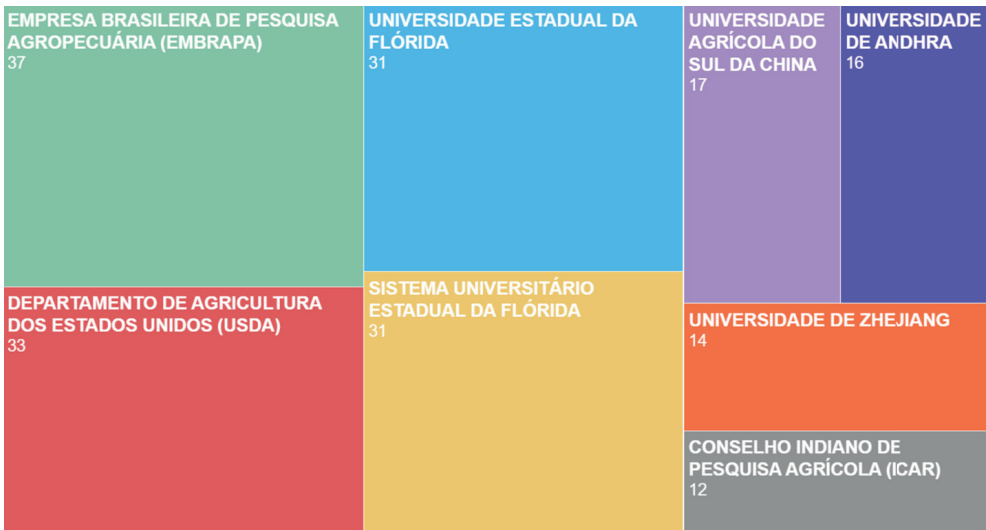 EMPRESA BRASILEIRA DE PESQUISA
AGROPECUÁRIA (EMBRAPA)
37
DEPARTAMENTO DE AGRICULTURA
DOS ESTADOS UNIDOS (USDA)
33
UNIVERSIDADE ESTADUAL DA
FLÓRIDA
31
SISTEMA UNIVERSITÁRIO
ESTADUAL DA FLÓRIDA
31
UNIVERSIDADE
AGRÍCOLA DO
SUL DA CHINA
17
UNIVERSIDADE
DE ANDHRA
16
UNIVERSIDADE DE ZHEJIANG
14
CONSELHO INDIANO DE
PESQUISA AGRÍCOLA (ICAR)
12